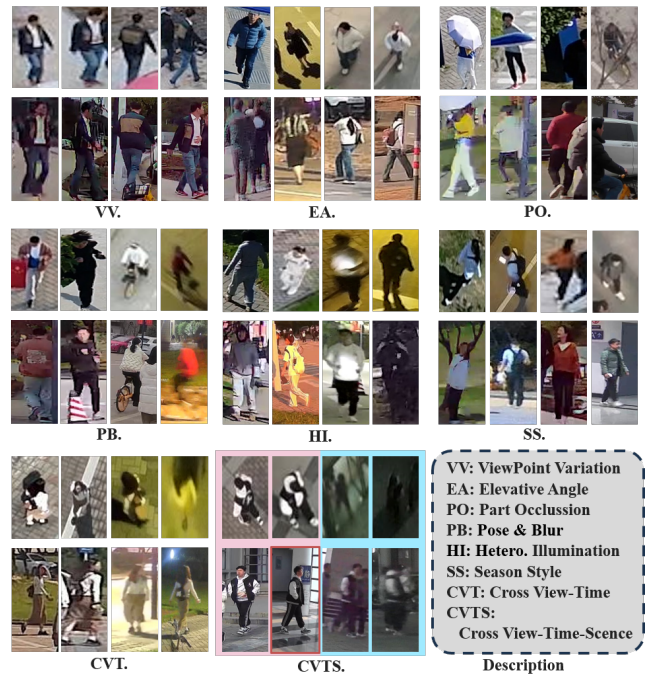 VV.
EA.
PO.
PB.
HI.
SS.
CVT.
CVTS.
VV: ViewPoint Variation
EA: Elevative Angle
PO: Part Occlussion
PB: Pose & Blur
HI: Hetero. Illumination
SS: Season Style
CVT: Cross View-Time
CVTS:
Cross View-Time-Scence
Description